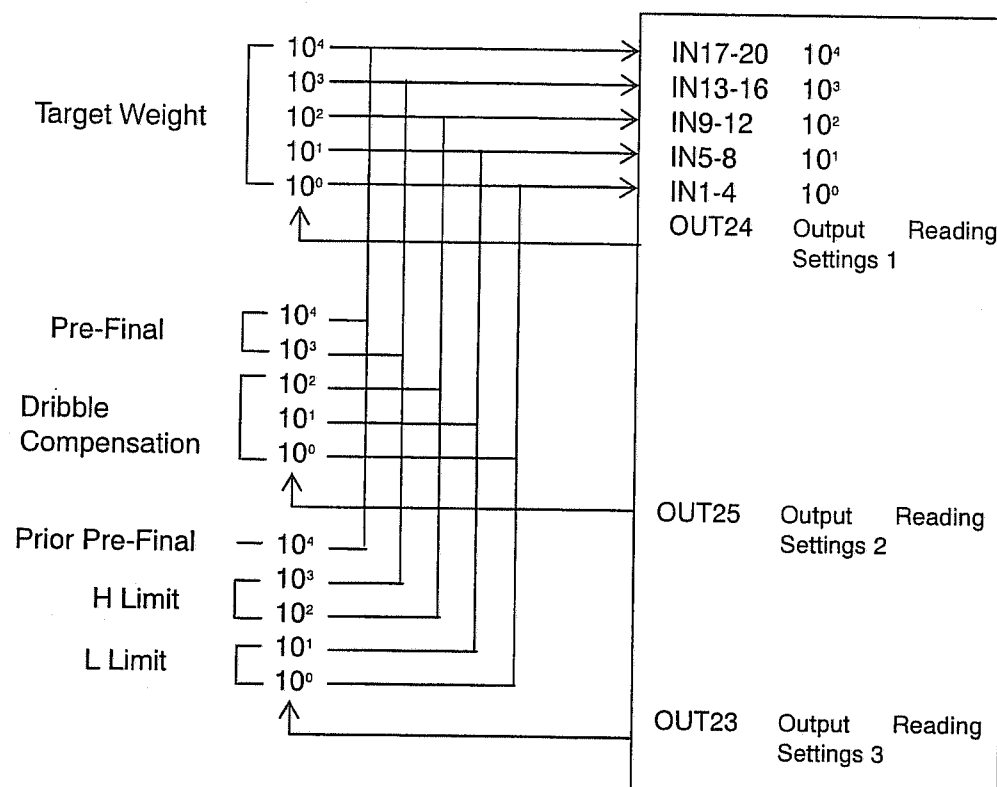 10⁴ IN17-20 10⁴
10³ IN13-16 10³
Target Weight 10² IN9-12 10²
10¹ IN5-8 10¹
10⁰ IN1-4 10⁰
OUT24 Output Reading
Settings 1
Pre-Final 10⁴
10³
Dribble
Compensation 10²
10¹
10⁰
OUT25 Output Reading
Settings 2
Prior Pre-Final 10⁴
H Limit 10³
10²
L Limit 10¹
10⁰
OUT23 Output Reading
Settings 3